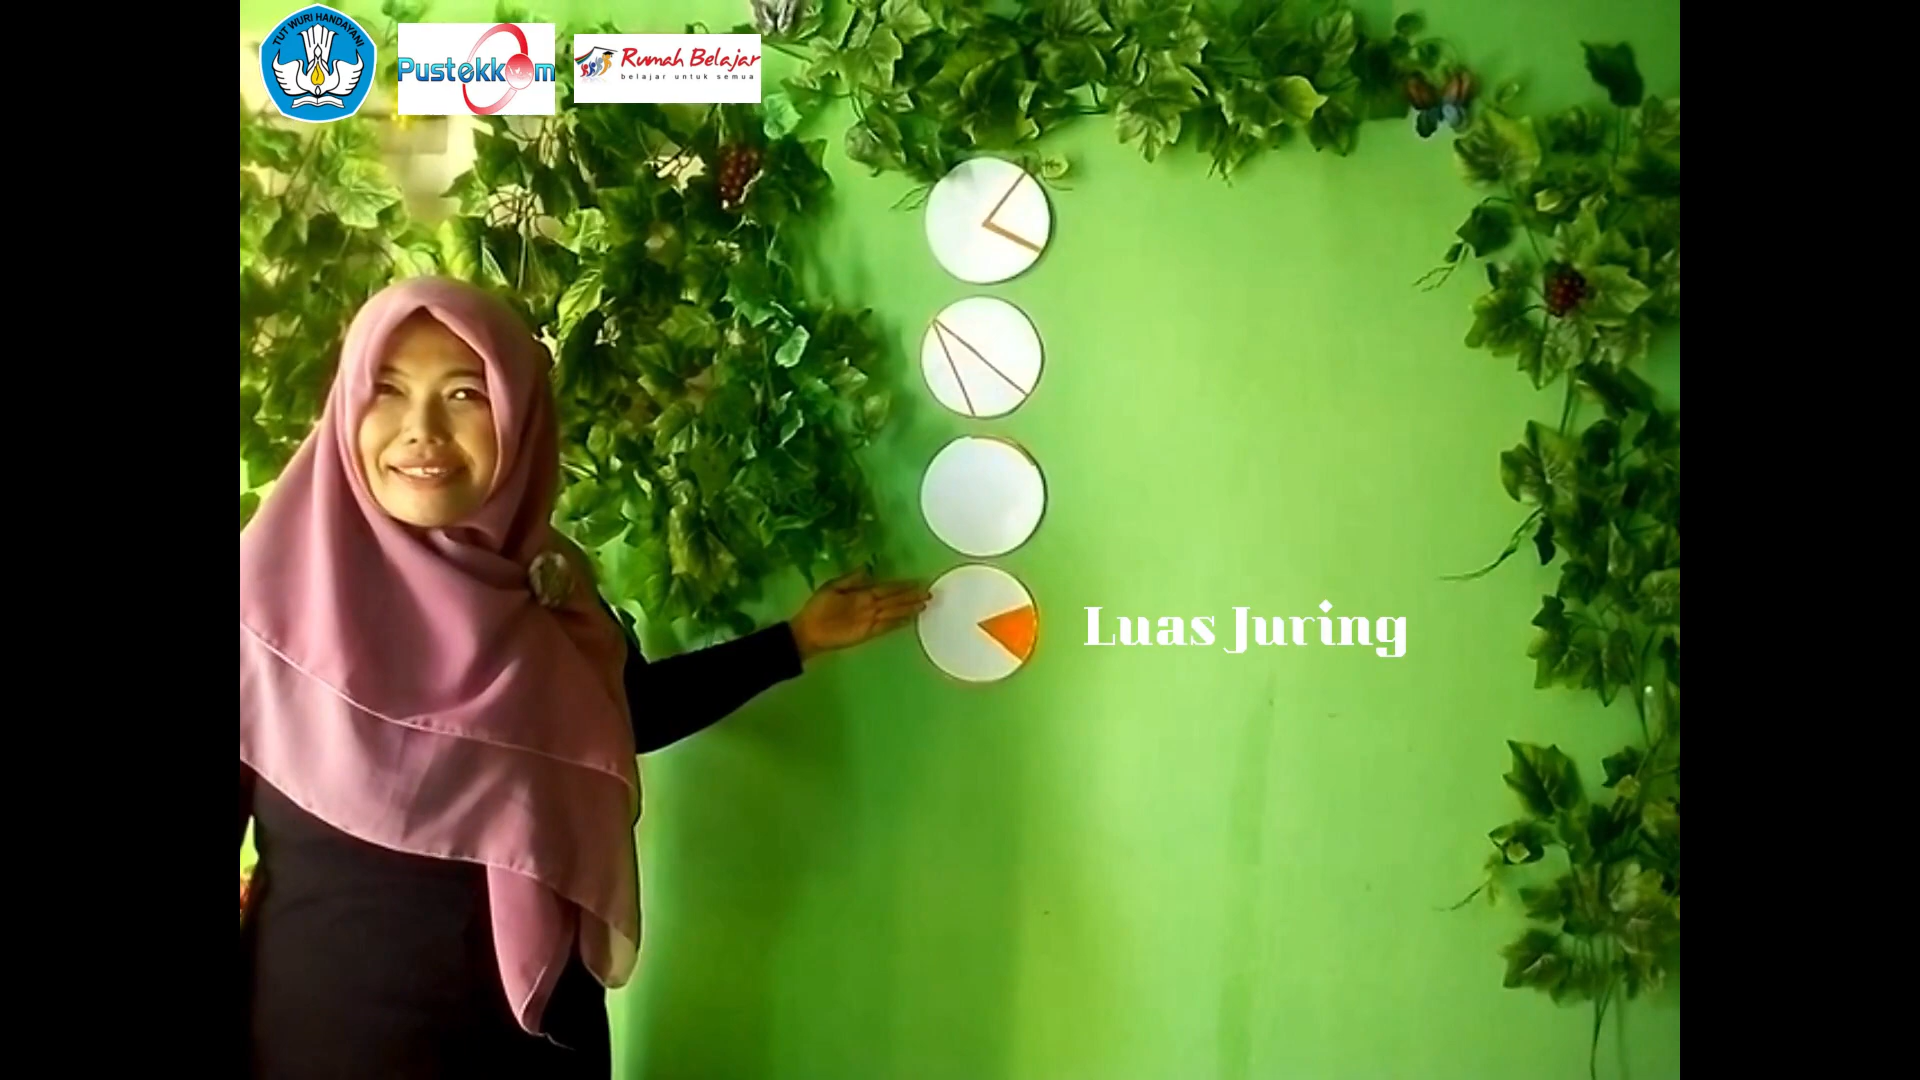 TUT WURI HANDAYANI
Pustekkom
Rumah Belajar
belajar untuk semua
Luas Juring